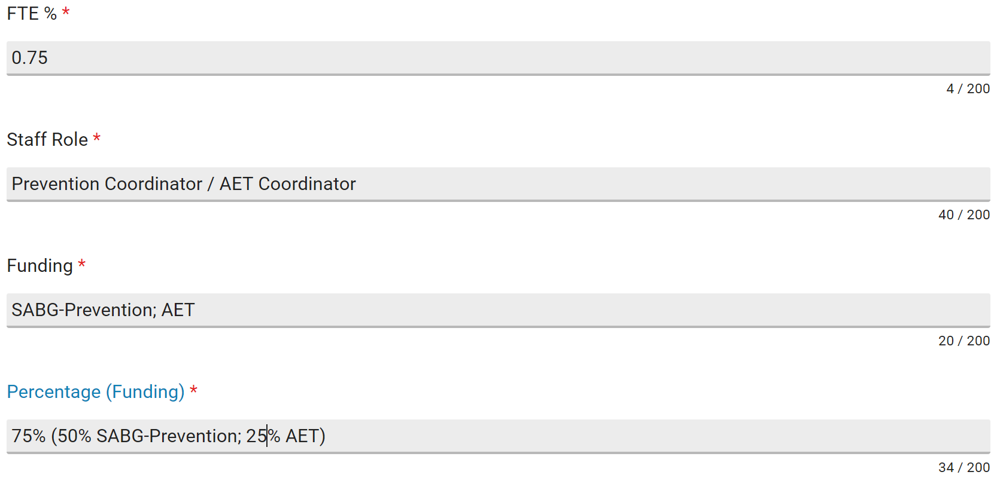 FTE % *
0.75
4 / 200
Staff Role *
Prevention Coordinator / AET Coordinator
40 / 200
Funding *
SABG-Prevention; AET
20 / 200
Percentage (Funding) *
75% (50% SABG-Prevention; 25% AET)
34 / 200